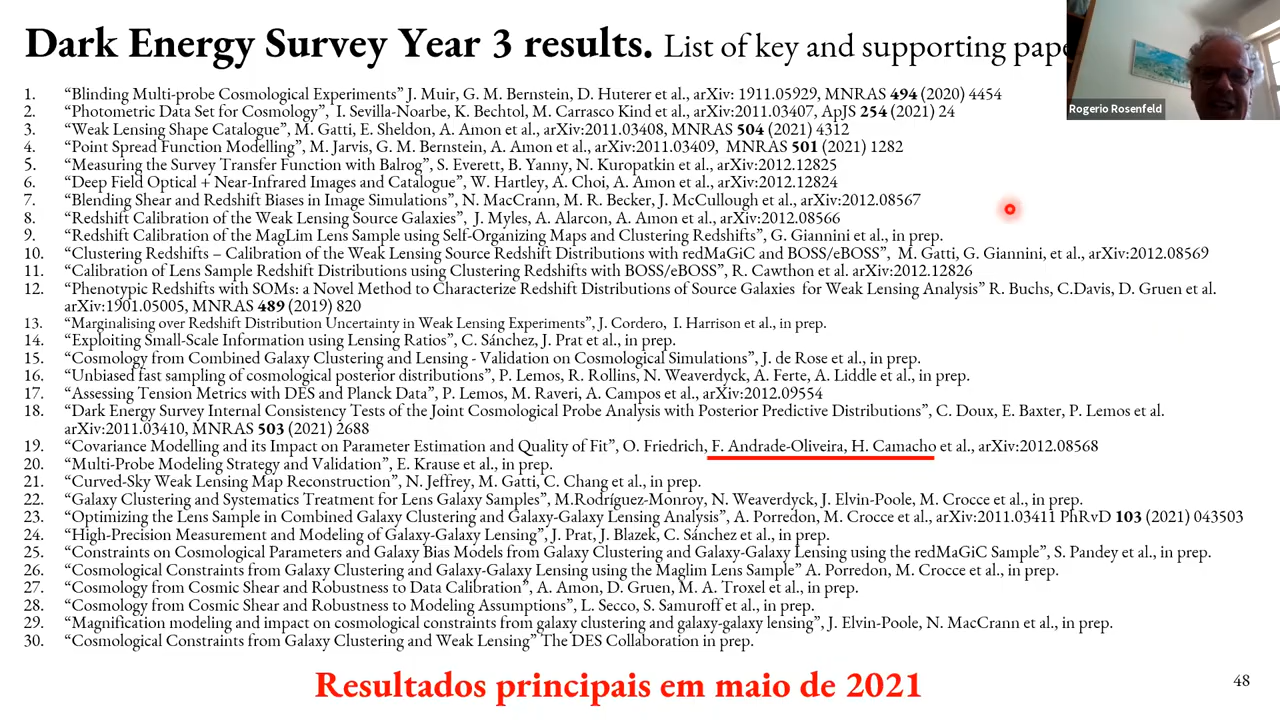 Dark Energy Survey Year 3 results. List of key and supporting pape
Rogerio Rosenfeld
1. “Blinding Multi-probe Cosmological Experiments” J. Muir, G. M. Bernstein, D. Huterer et al., arXiv: 1911.05929, MNRAS 494 (2020) 4454
2. “Photometric Data Set for Cosmology”, I. Sevilla-Noarbe, K. Bechtol, M. Carrasco Kind et al., arXiv:2011.03407, ApJS 254 (2021) 24
3. “Weak Lensing Shape Catalogue”, M. Gatti, E. Sheldon, A. Amon et al., arXiv:2011.03408, MNRAS 504 (2021) 4312
4. “Point Spread Function Modelling”, M. Jarvis, G. M. Bernstein, A. Amon et al., arXiv:2011.03409, MNRAS 501 (2021) 1282
5. “Measuring the Survey Transfer Function with Balrog”, S. Everett, B. Yanny, N. Kuropatkin et al., arXiv:2012.12825
6. “Deep Field Optical + Near-Infrared Images and Catalogue”, W. Hartley, A. Choi, A. Amon et al., arXiv:2012.12824
7. “Blending Shear and Redshift Biases in Image Simulations”, N. MacCrann, M. R. Becker, J. McCullough et al., arXiv:2012.08567
8. “Redshift Calibration of the Weak Lensing Source Galaxies”, J. Myles, A. Alarcon, A. Amon et al., arXiv:2012.08566
9. “Redshift Calibration of the MagLim Lens Sample using Self-Organizing Maps and Clustering Redshifts”, G. Giannini et al., in prep.
10. “Clustering Redshifts – Calibration of the Weak Lensing Source Redshift Distributions with redMaGiC and BOSS/eBOSS”, M. Gatti, G. Giannini, et al., arXiv:2012.08569
11. “Calibration of Lens Sample Redshift Distributions using Clustering Redshifts with BOSS/eBOSS”, R. Cawthon et al. arXiv:2012.12826
12. “Phenotypic Redshifts with SOMs: a Novel Method to Characterize Redshift Distributions of Source Galaxies for Weak Lensing Analysis” R. Buchs, C.Davis, D. Gruen et al.
arXiv:1901.05005, MNRAS 489 (2019) 820
13. “Marginalising over Redshift Distribution Uncertainty in Weak Lensing Experiments”, J. Cordero, I. Harrison et al., in prep.
14. “Exploiting Small-Scale Information using Lensing Ratios”, C. Sánchez, J. Prat et al., in prep.
15. “Cosmology from Combined Galaxy Clustering and Lensing - Validation on Cosmological Simulations”, J. de Rose et al., in prep.
16. “Unbiased fast sampling of cosmological posterior distributions”, P. Lemos, R. Rollins, N. Weaverdyck, A. Ferte, A. Liddle et al., in prep.
17. “Assessing Tension Metrics with DES and Planck Data”, P. Lemos, M. Raveri, A. Campos et al., arXiv:2012.09554
18. “Dark Energy Survey Internal Consistency Tests of the Joint Cosmological Probe Analysis with Posterior Predictive Distributions”, C. Doux, E. Baxter, P. Lemos et al.
arXiv:2011.03410, MNRAS 503 (2021) 2688
19. “Covariance Modelling and its Impact on Parameter Estimation and Quality of Fit”, O. Friedrich, F. Andrade-Oliveira, H. Camacho et al., arXiv:2012.08568
20. “Multi-Probe Modeling Strategy and Validation”, E. Krause et al., in prep.
21. “Curved-Sky Weak Lensing Map Reconstruction”, N. Jeffrey, M. Gatti, C. Chang et al., in prep.
22. “Galaxy Clustering and Systematics Treatment for Lens Galaxy Samples”, M.Rodríguez-Monroy, N. Weaverdyck, J. Elvin-Poole, M. Crocce et al., in prep.
23. “Optimizing the Lens Sample in Combined Galaxy Clustering and Galaxy-Galaxy Lensing Analysis”, A. Porredon, M. Crocce et al., arXiv:2011.03411 PhRvD 103 (2021) 043503
24. “High-Precision Measurement and Modeling of Galaxy-Galaxy Lensing”, J. Prat, J. Blazek, C. Sánchez et al., in prep.
25. “Constraints on Cosmological Parameters and Galaxy Bias Models from Galaxy Clustering and Galaxy-Galaxy Lensing using the redMaGiC Sample”, S. Pandey et al., in prep.
26. “Cosmological Constraints from Galaxy Clustering and Galaxy-Galaxy Lensing using the Maglim Lens Sample” A. Porredon, M. Crocce et al., in prep.
27. “Cosmology from Cosmic Shear and Robustness to Data Calibration”, A. Amon, D. Gruen, M. A. Troxel et al., in prep.
28. “Cosmology from Cosmic Shear and Robustness to Modeling Assumptions”, L. Secco, S. Samuroff et al., in prep.
29. “Magnification modeling and impact on cosmological constraints from galaxy clustering and galaxy-galaxy lensing”, J. Elvin-Poole, N. MacCrann et al., in prep.
30. “Cosmological Constraints from Galaxy Clustering and Weak Lensing” The DES Collaboration in prep.
Resultados principais em maio de 2021
48